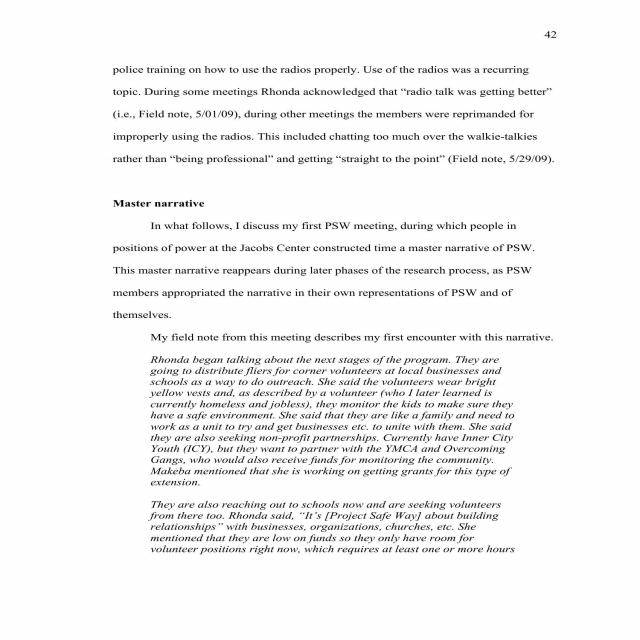 42
police training on how to use the radios properly. Use of the radios was a recurring
topic. During some meetings Rhonda acknowledged that “radio talk was getting better”
(i.e., Field note, 5/01/09), during other meetings the members were reprimanded for
improperly using the radios. This included chatting too much over the walkie-talkies
rather than “being professional” and getting “straight to the point” (Field note, 5/29/09).
Master narrative
In what follows, I discuss my first PSW meeting, during which people in
positions of power at the Jacobs Center constructed time a master narrative of PSW.
This master narrative reappears during later phases of the research process, as PSW
members appropriated the narrative in their own representations of PSW and of
themselves.
My field note from this meeting describes my first encounter with this narrative.
Rhonda began talking about the next stages of the program. They are
going to distribute fliers for corner volunteers at local businesses and
schools as a way to do outreach. She said the volunteers wear bright
yellow vests and, as described by a volunteer (who I later learned is
currently homeless and jobless), they monitor the kids to make sure they
have a safe environment. She said that they are like a family and need to
work as a unit to try and get businesses etc. to unite with them. She said
they are also seeking non-profit partnerships. Currently have Inner City
Youth (ICY), but they want to partner with the YMCA and Overcoming
Gangs, who would also receive funds for monitoring the community.
Makeba mentioned that she is working on getting grants for this type of
extension.
They are also reaching out to schools now and are seeking volunteers
from there too. Rhonda said, “It’s [Project Safe Way] about building
relationships” with businesses, organizations, churches, etc. She
mentioned that they are low on funds so they only have room for
volunteer positions right now, which requires at least one or more hours